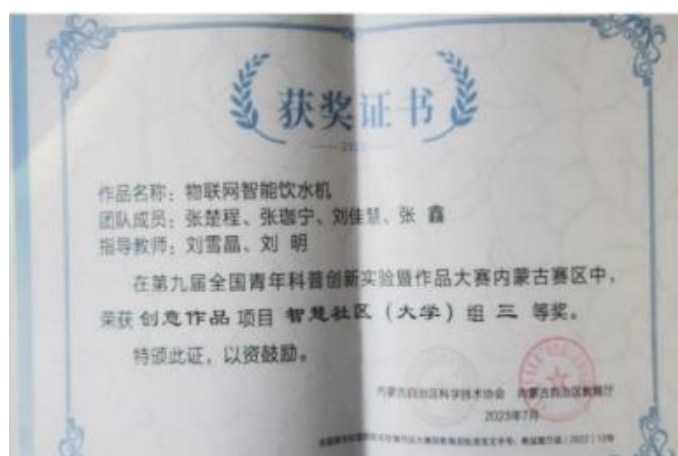 获奖证书
作品名称：物联网智能饮水机
团队成员：张楚程、张珈宁、刘佳慧、张 鑫
指导教师：刘雪晶、刘 明
在第九届全国青年科普创新实验暨作品大赛内蒙古赛区中，
荣获 创意作品 项目 智慧社区（大学）组 三 等奖。
特颁此证，以资鼓励。
内蒙古自治区科学技术协会 内蒙古自治区教育厅
2023年7月